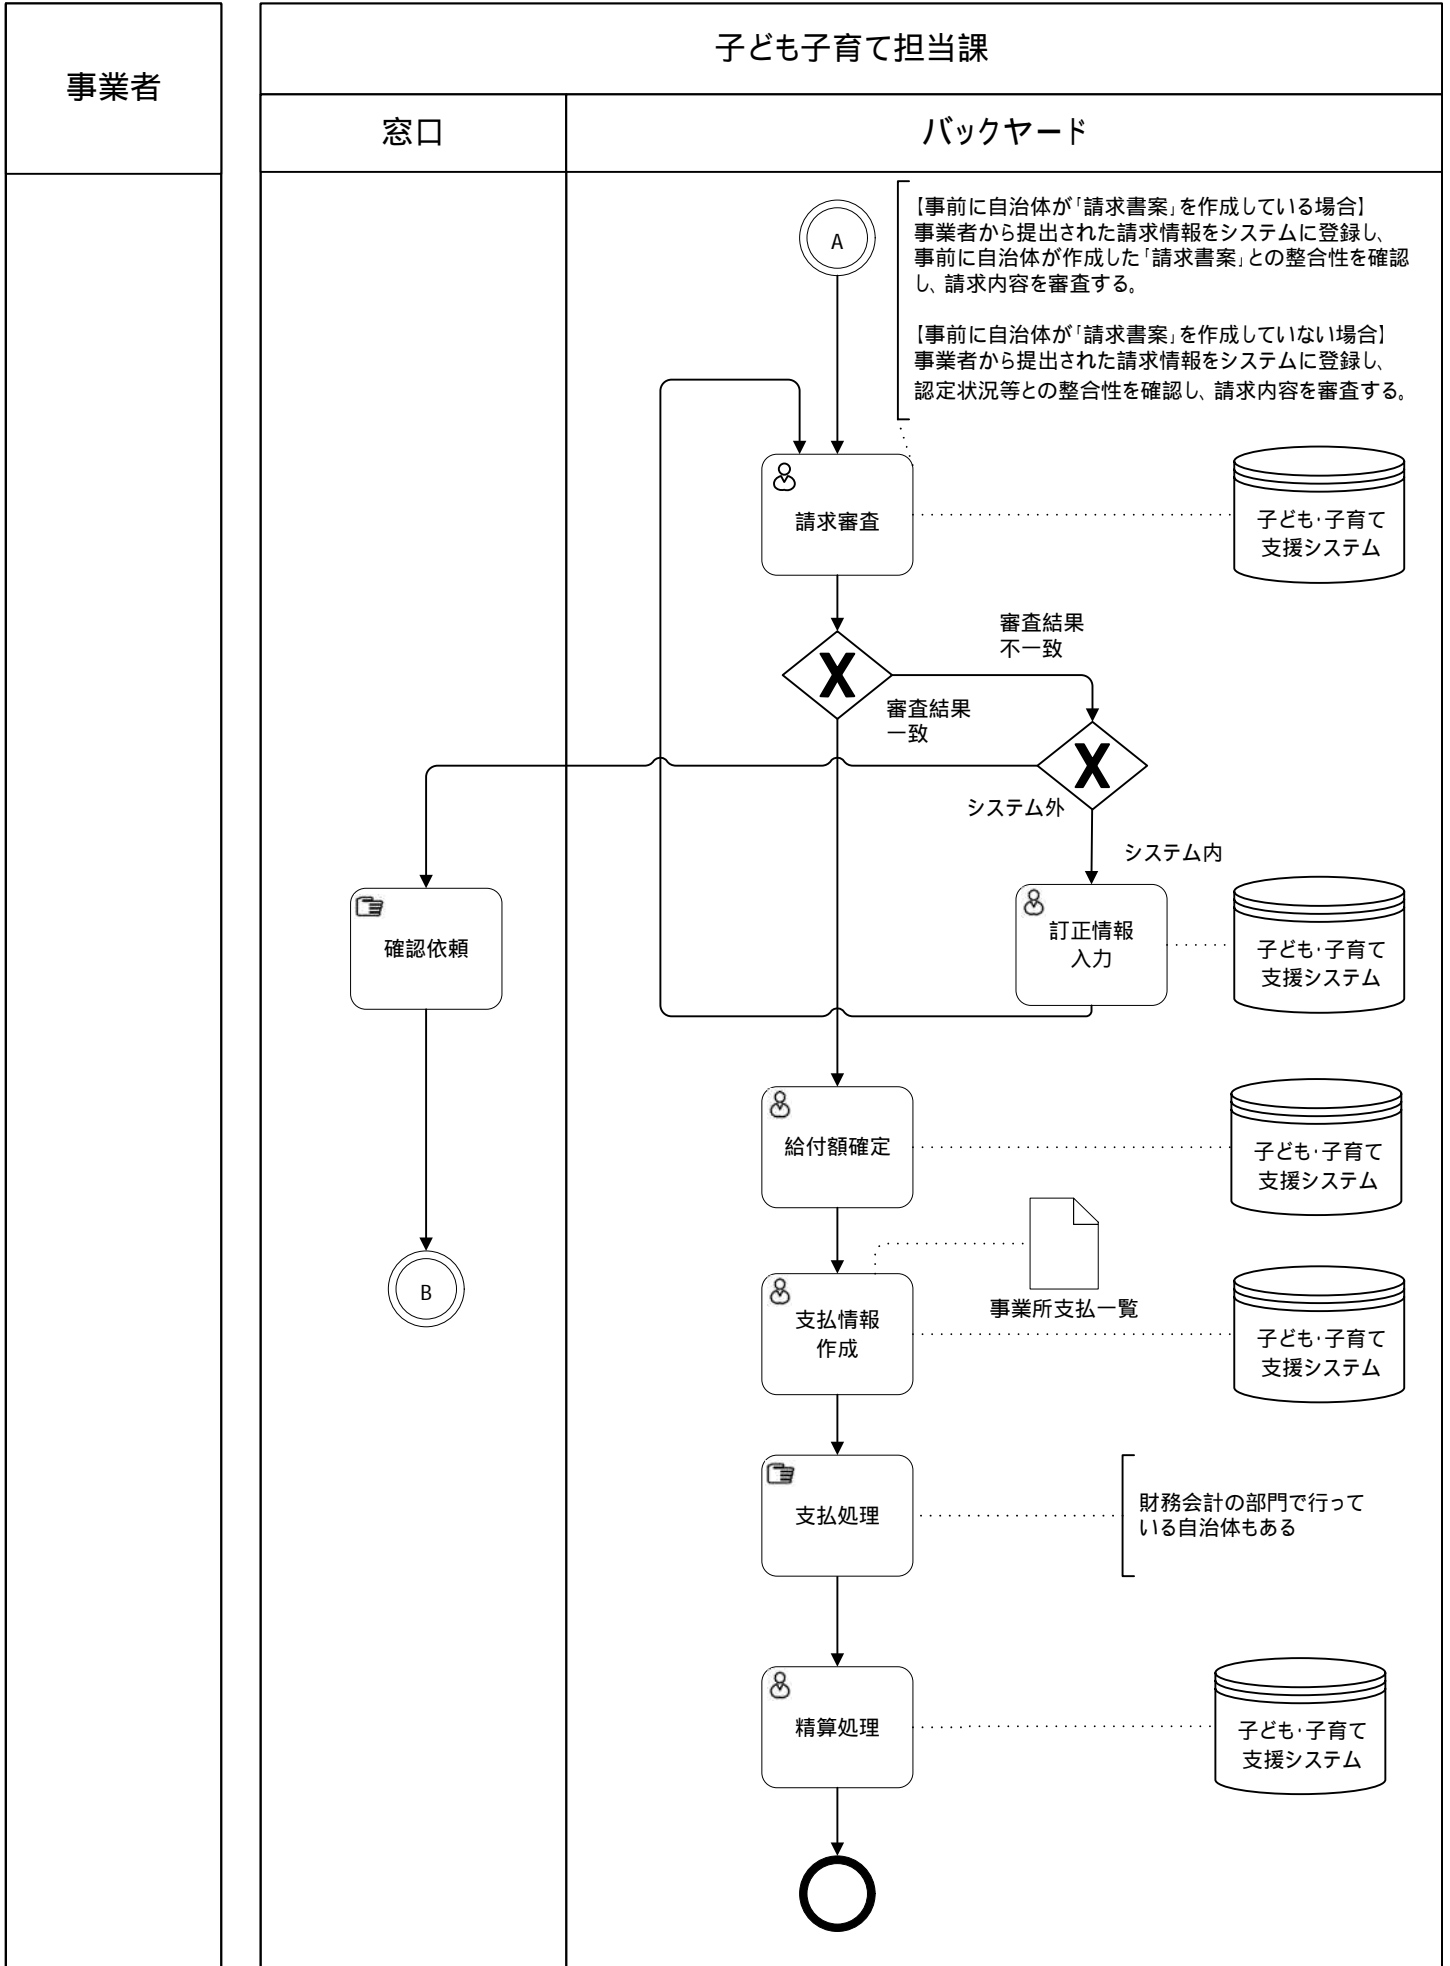 事業者
子ども子育て担当課
窓口
バックヤード
A
【事前に自治体が「請求書案」を作成している場合】
事業者から提出された請求情報をシステムに登録し、
事前に自治体が作成した「請求書案」との整合性を確認
し、請求内容を審査する。
【事前に自治体が「請求書案」を作成していない場合】
事業者から提出された請求情報をシステムに登録し、
認定状況等との整合性を確認し、請求内容を審査する。
請求審査
子ども・子育て
支援システム
審査結果
不一致
X
審査結果
一致
X
システム外
システム内
確認依頼
訂正情報
入力
子ども・子育て
支援システム
給付額確定
子ども・子育て
支援システム
B
事業所支払一覧
支払情報
作成
子ども・子育て
支援システム
支払処理
財務会計の部門で行って
いる自治体もある
精算処理
子ども・子育て
支援システム